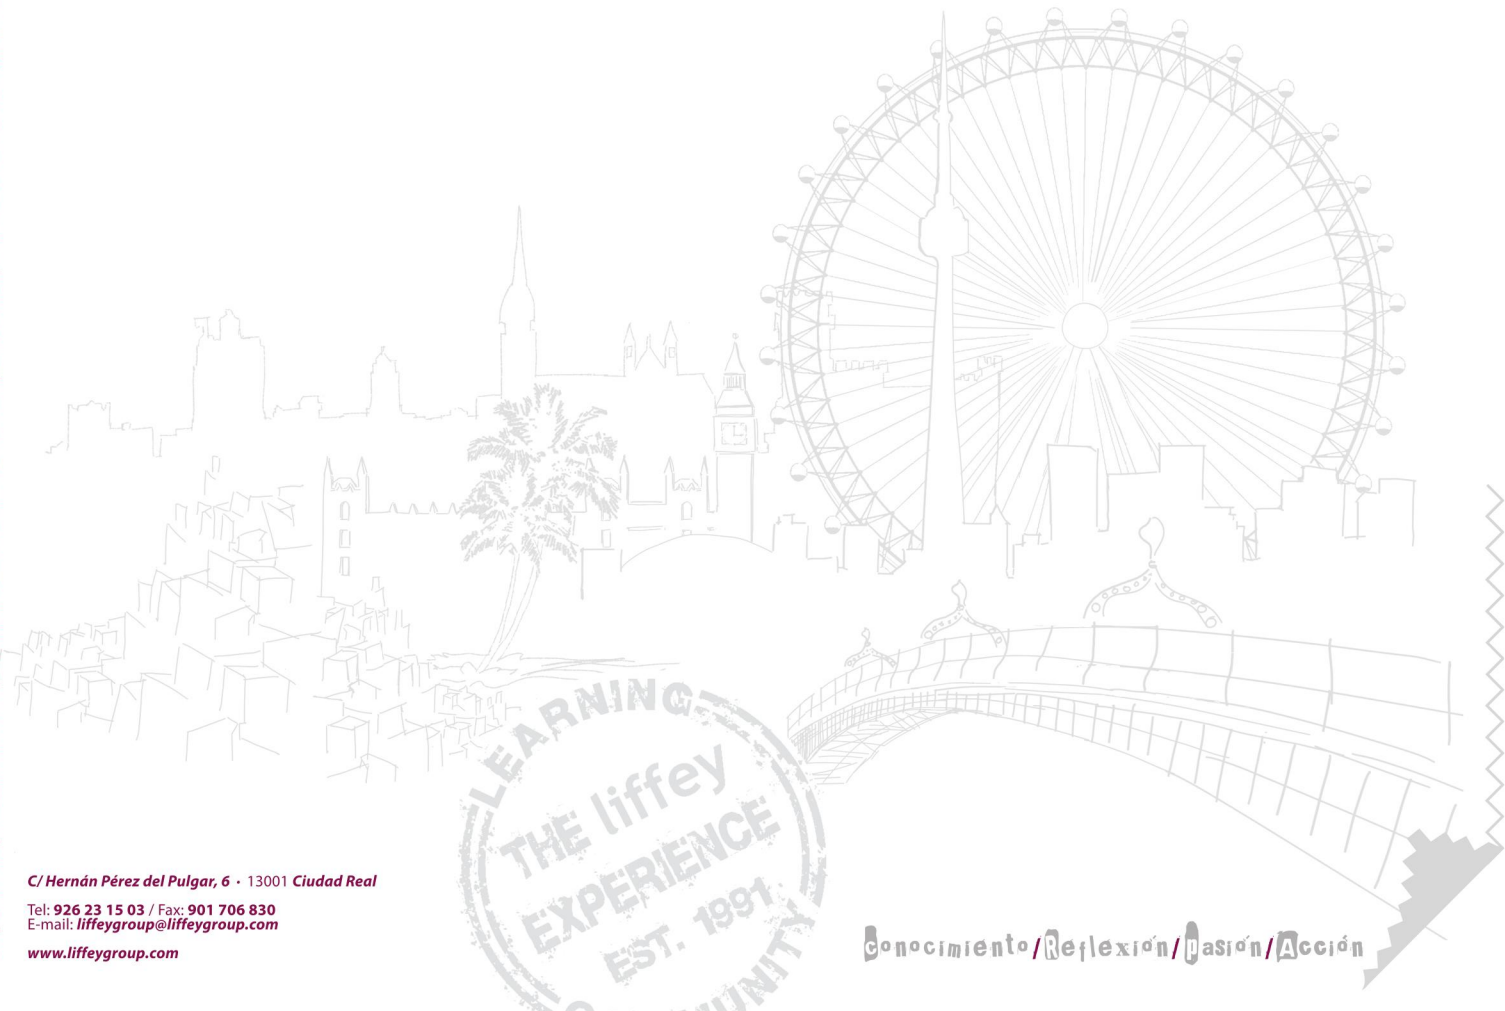 LEARNING
THE liffey
EXPERIENCE
EST. 1991
C/ Hernán Pérez del Pulgar, 6 · 13001 Ciudad Real
Tel: 926 23 15 03 / Fax: 901 706 830
E-mail: liffeygroup@liffeygroup.com
www.liffeygroup.com
Conocimiento/Reflexión/Pasión/Acción